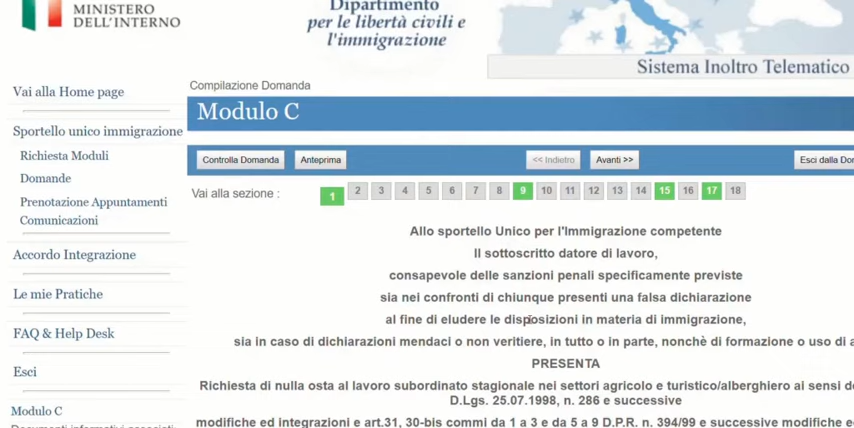 MINISTERO
DELL'INTERNO
Dipartimento
per le libertà civili e
l'immigrazione
Sistema Inoltro Telematico
Vai alla Home page
Sportello unico immigrazione
Richiesta Moduli
Domande
Prenotazione Appuntamenti
Comunicazioni
Accordo Integrazione
Le mie Pratiche
FAQ & Help Desk
Esci
Modulo C
Compilazione Domanda
Modulo C
Controlla Domanda Anteprima << Indietro Avanti >> Esci dalla
Vai alla sezione : 1 2 3 4 5 6 7 8 9 10 11 12 13 14 15 16 17 18
Allo sportello Unico per l'Immigrazione competente
Il sottoscritto datore di lavoro,
consapevole delle sanzioni penali specificamente previste
sia nei confronti di chiunque presenti una falsa dichiarazione
al fine di eludere le disposizioni in materia di immigrazione,
sia in caso di dichiarazioni mendaci o non veritiere, in tutto o in parte, nonchè di formazione o uso di
PRESENTA
Richiesta di nulla osta al lavoro subordinato stagionale nei settori agricolo e turistico/alberghiero ai sensi
D.Lgs. 25.07.1998, n. 286 e successive
modifiche ed integrazioni e art.31, 30-bis commi da 1 a 3 e da 5 a 9 D.P.R. n. 394/99 e successive modifiche